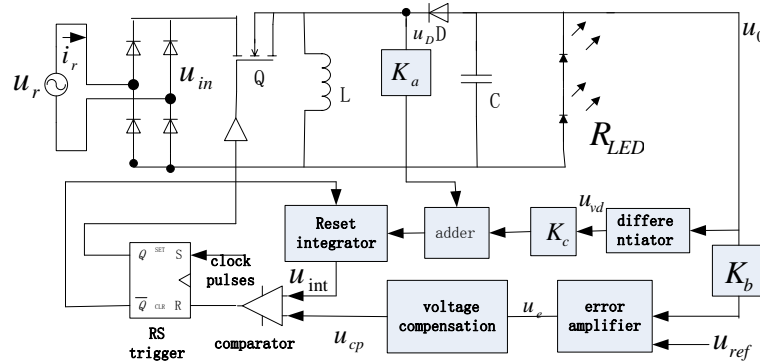 u_r
i_r
u_in
Q
L
u_D D
K_a
C
R_LED
u_0
Reset
integrator
adder
K_c
u_vd
differe
ntiator
K_b
Q SET S
Q̅ CLR R
RS
trigger
clock
pulses
comparator
u_int
u_cp
voltage
compensation
u_e
error
amplifier
u_ref